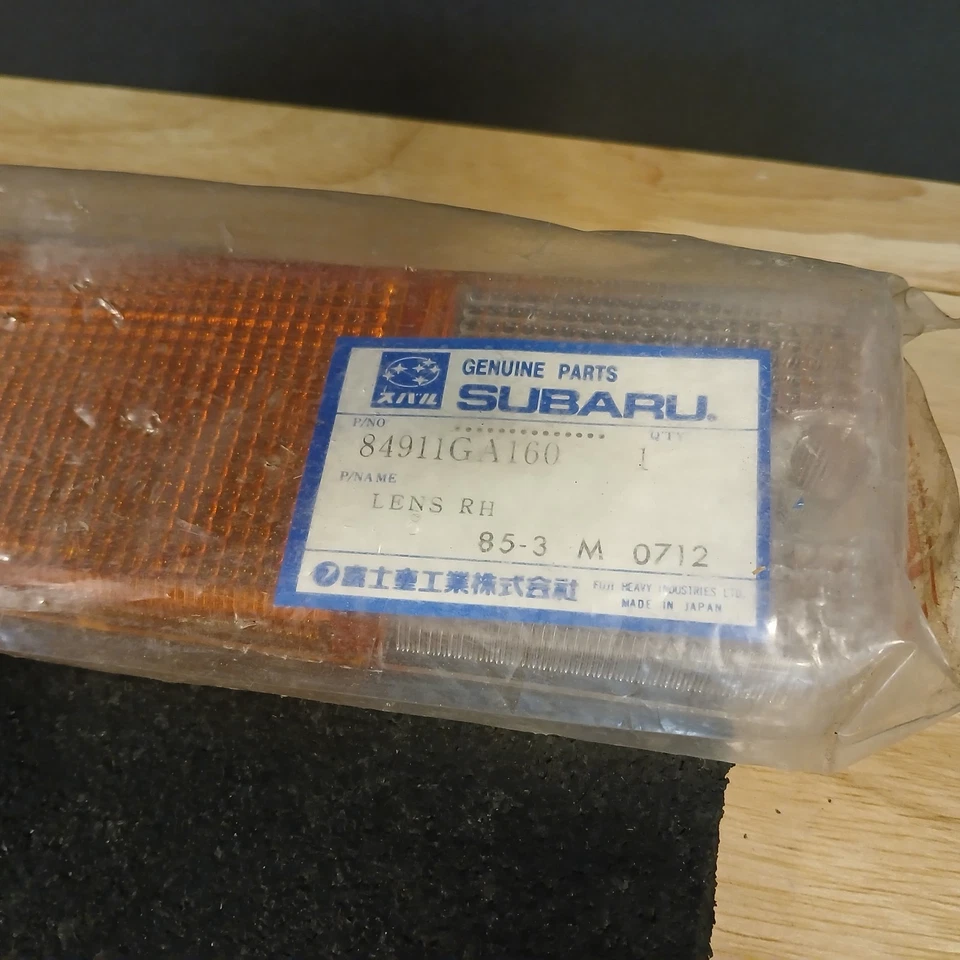 スバル
GENUINE PARTS
SUBARU.
P/NO
Q'TY
84911GA160
1
P/NAME
LENS RH
85-3 M 0712
富士重工業株式会社
FUJI HEAVY INDUSTRIES LTD.
MADE IN JAPAN